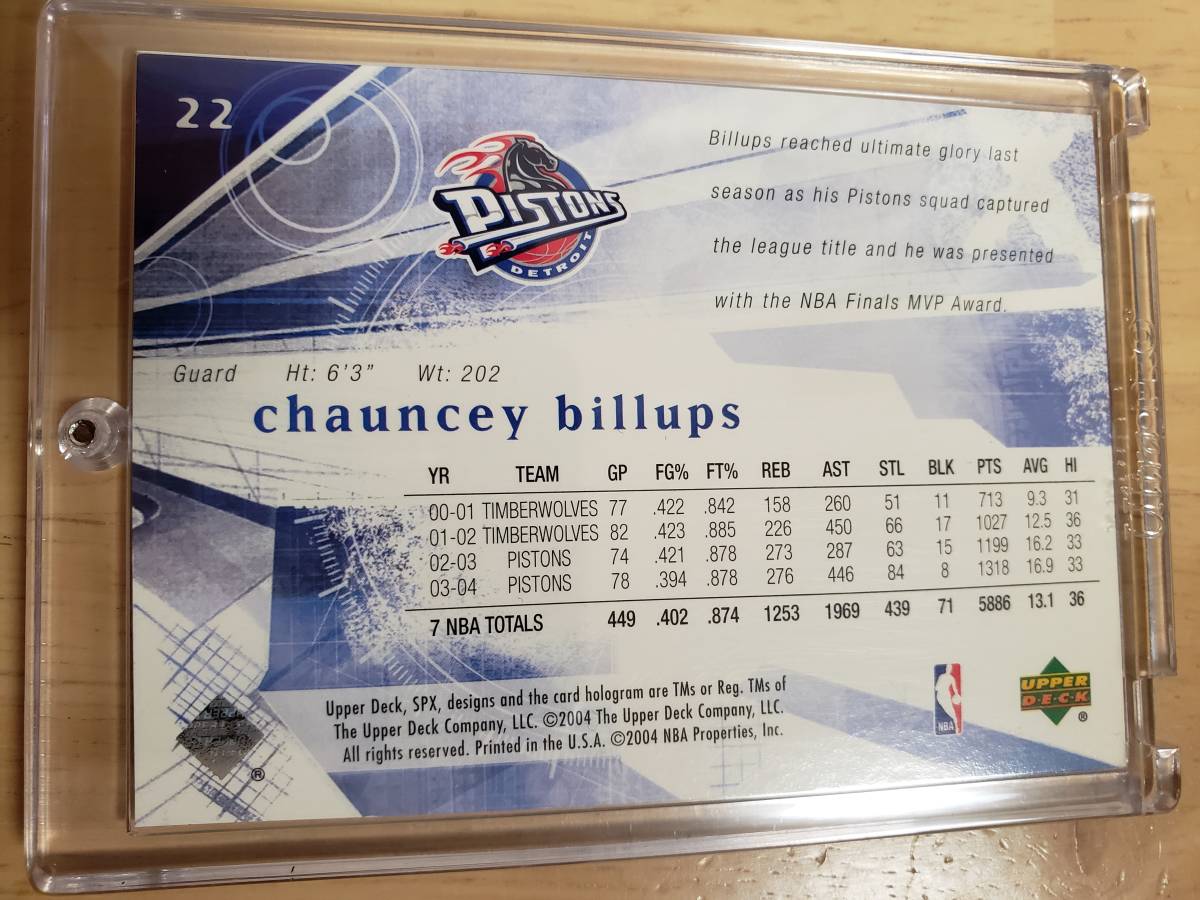 22
PISTONS
DETROIT
Billups reached ultimate glory last
season as his Pistons squad captured
the league title and he was presented
with the NBA Finals MVP Award.
Guard Ht: 6'3" Wt: 202
chauncey billups
YR TEAM GP FG% FT% REB AST STL BLK PTS AVG HI
00-01 TIMBERWOLVES 77 .422 .842 158 260 51 11 713 9.3 31
01-02 TIMBERWOLVES 82 .423 .885 226 450 66 17 1027 12.5 36
02-03 PISTONS 74 .421 .878 273 287 63 15 1199 16.2 33
03-04 PISTONS 78 .394 .878 276 446 84 8 1318 16.9 33
7 NBA TOTALS 449 .402 .874 1253 1969 439 71 5886 13.1 36
Upper Deck, SPX, designs and the card hologram are TMs or Reg. TMs of
The Upper Deck Company, LLC. ©2004 The Upper Deck Company, LLC.
All rights reserved. Printed in the U.S.A. ©2004 NBA Properties, Inc.
NBA
UPPER
D·E·C·K
®
®